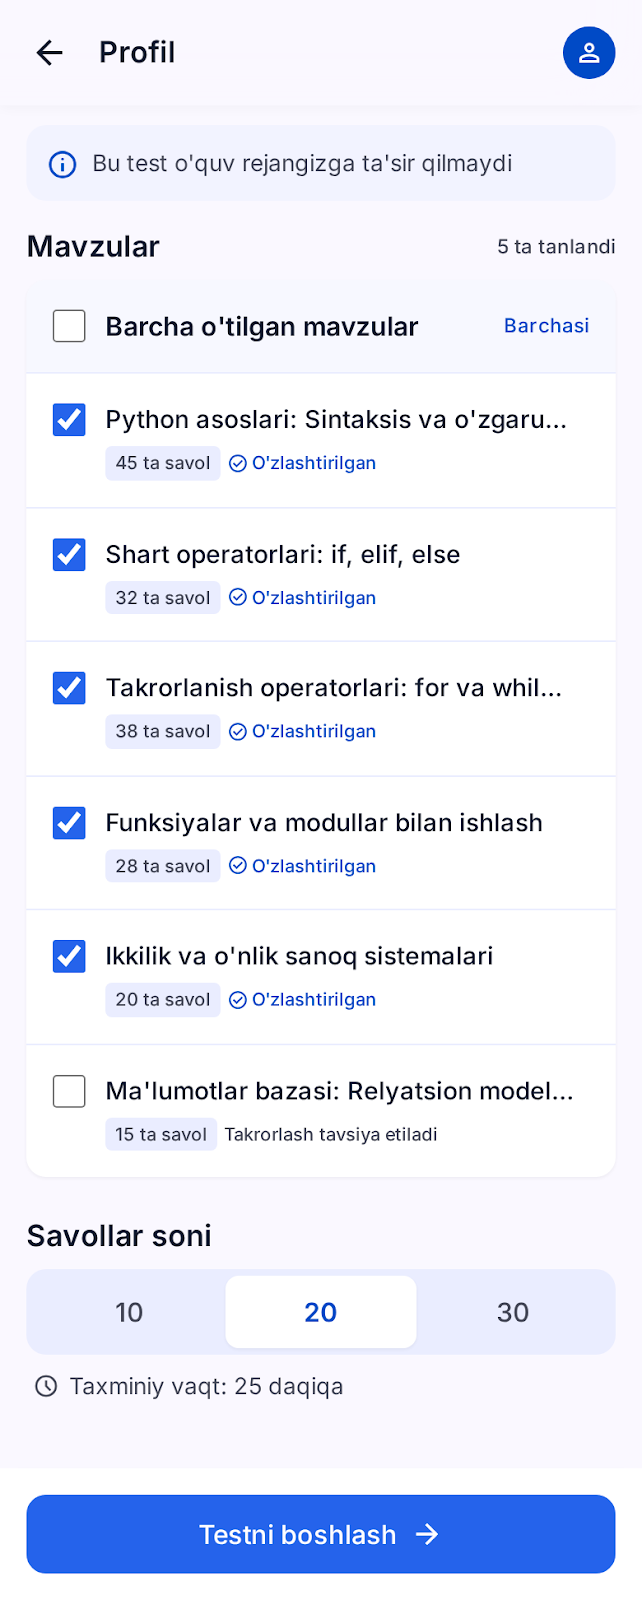 Profil
Bu test o'quv rejangizga ta'sir qilmaydi
Mavzular
5 ta tanlandi
Barcha o'tilgan mavzular
Barchasi
Python asoslari: Sintaksis va o'zgaru...
45 ta savol
O'zlashtirilgan
Shart operatorlari: if, elif, else
32 ta savol
O'zlashtirilgan
Takrorlanish operatorlari: for va whil...
38 ta savol
O'zlashtirilgan
Funksiyalar va modullar bilan ishlash
28 ta savol
O'zlashtirilgan
Ikkilik va o'nlik sanoq sistemalari
20 ta savol
O'zlashtirilgan
Ma'lumotlar bazasi: Relyatsion model...
15 ta savol
Takrorlash tavsiya etiladi
Savollar soni
10
20
30
Taxminiy vaqt: 25 daqiqa
Testni boshlash